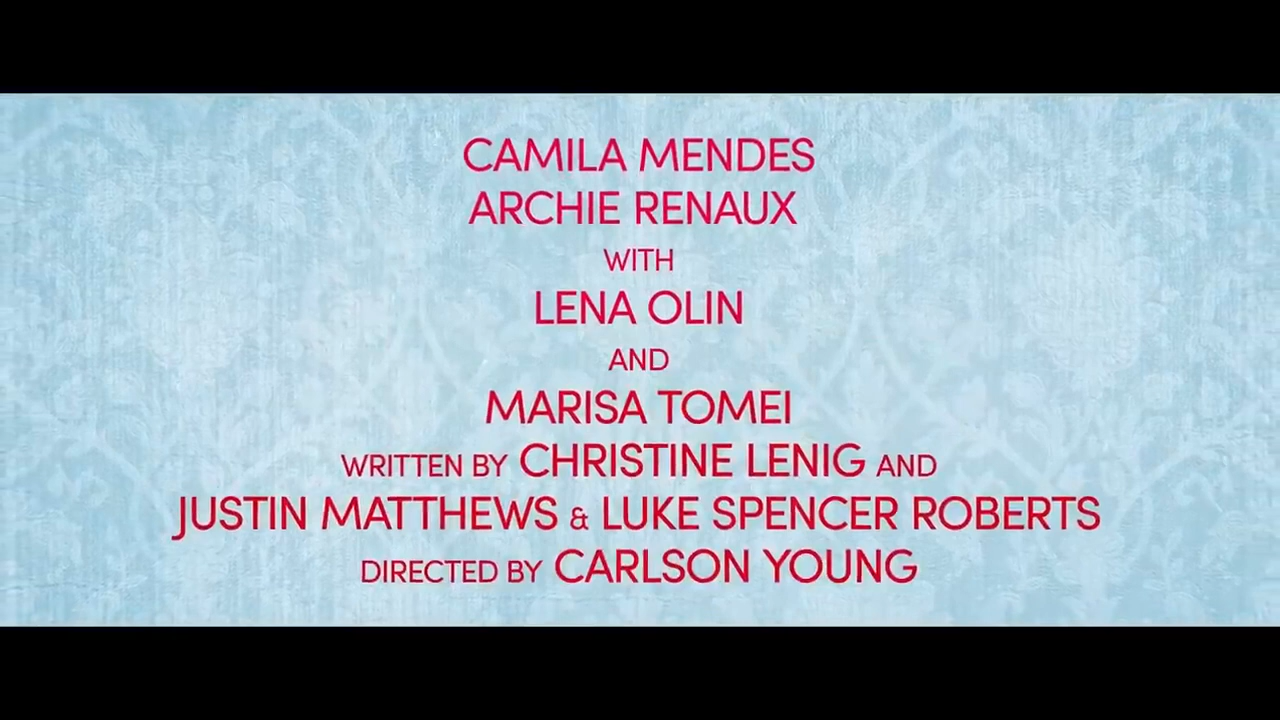 CAMILA MENDES
ARCHIE RENAUX
WITH
LENA OLIN
AND
MARISA TOMEI
WRITTEN BY CHRISTINE LENIG AND
JUSTIN MATTHEWS & LUKE SPENCER ROBERTS
DIRECTED BY CARLSON YOUNG